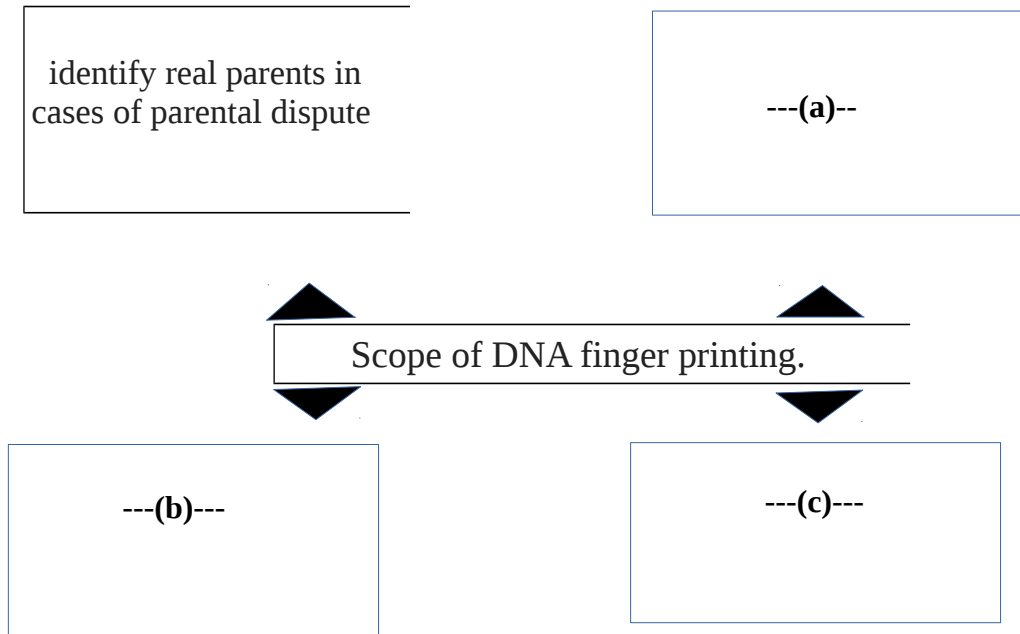 identify real parents in
cases of parental dispute
---(a)--
Scope of DNA finger printing.
---(b)---
---(c)---